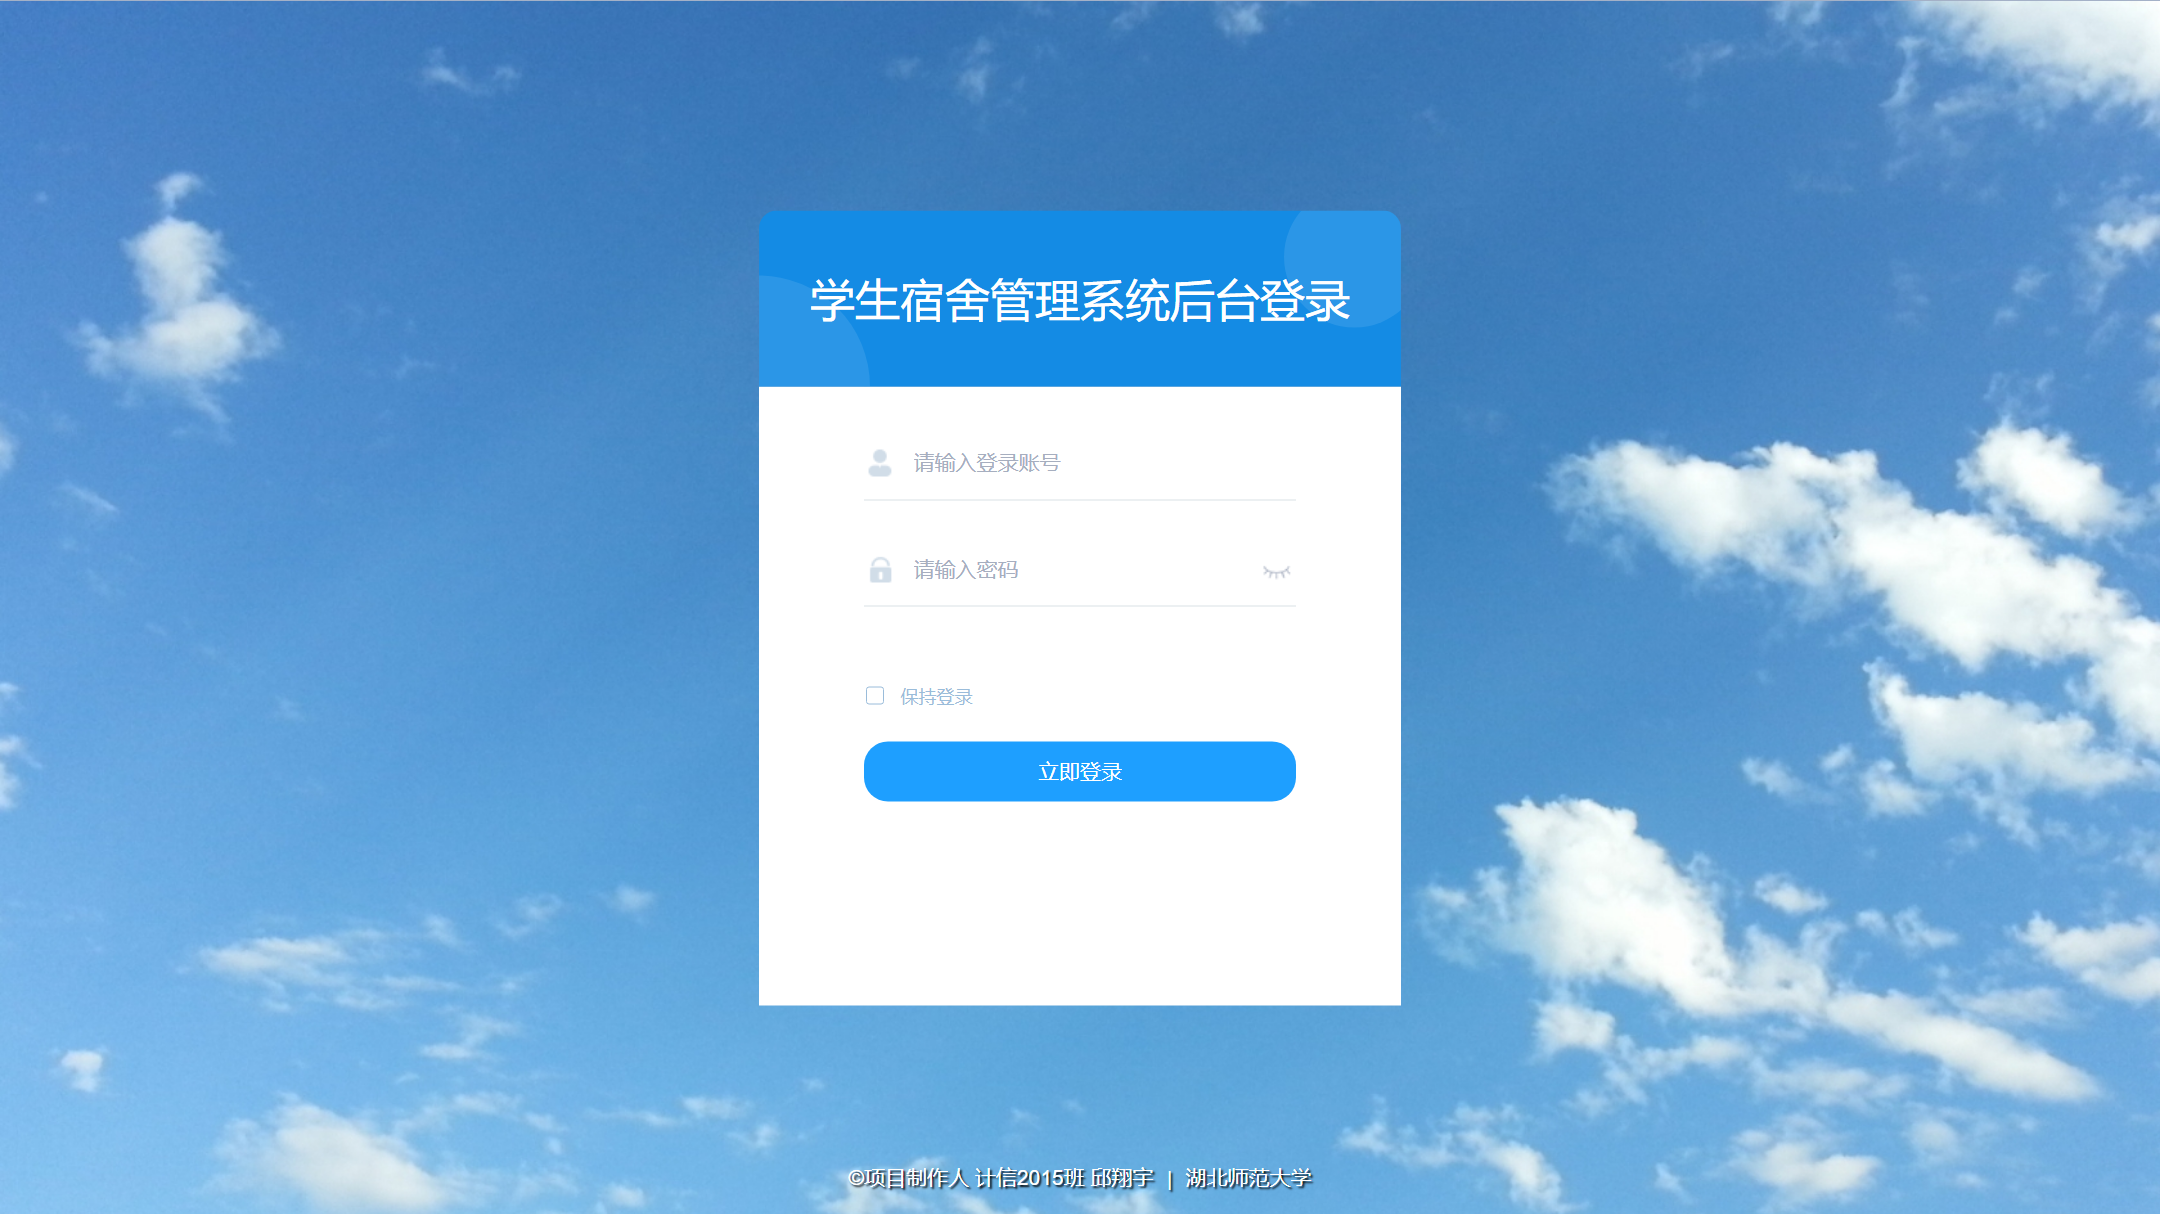 学生宿舍管理系统后台登录
请输入登录账号
请输入密码
保持登录
立即登录
©项目制作人 计信2015班 邱翔宇 | 湖北师范大学